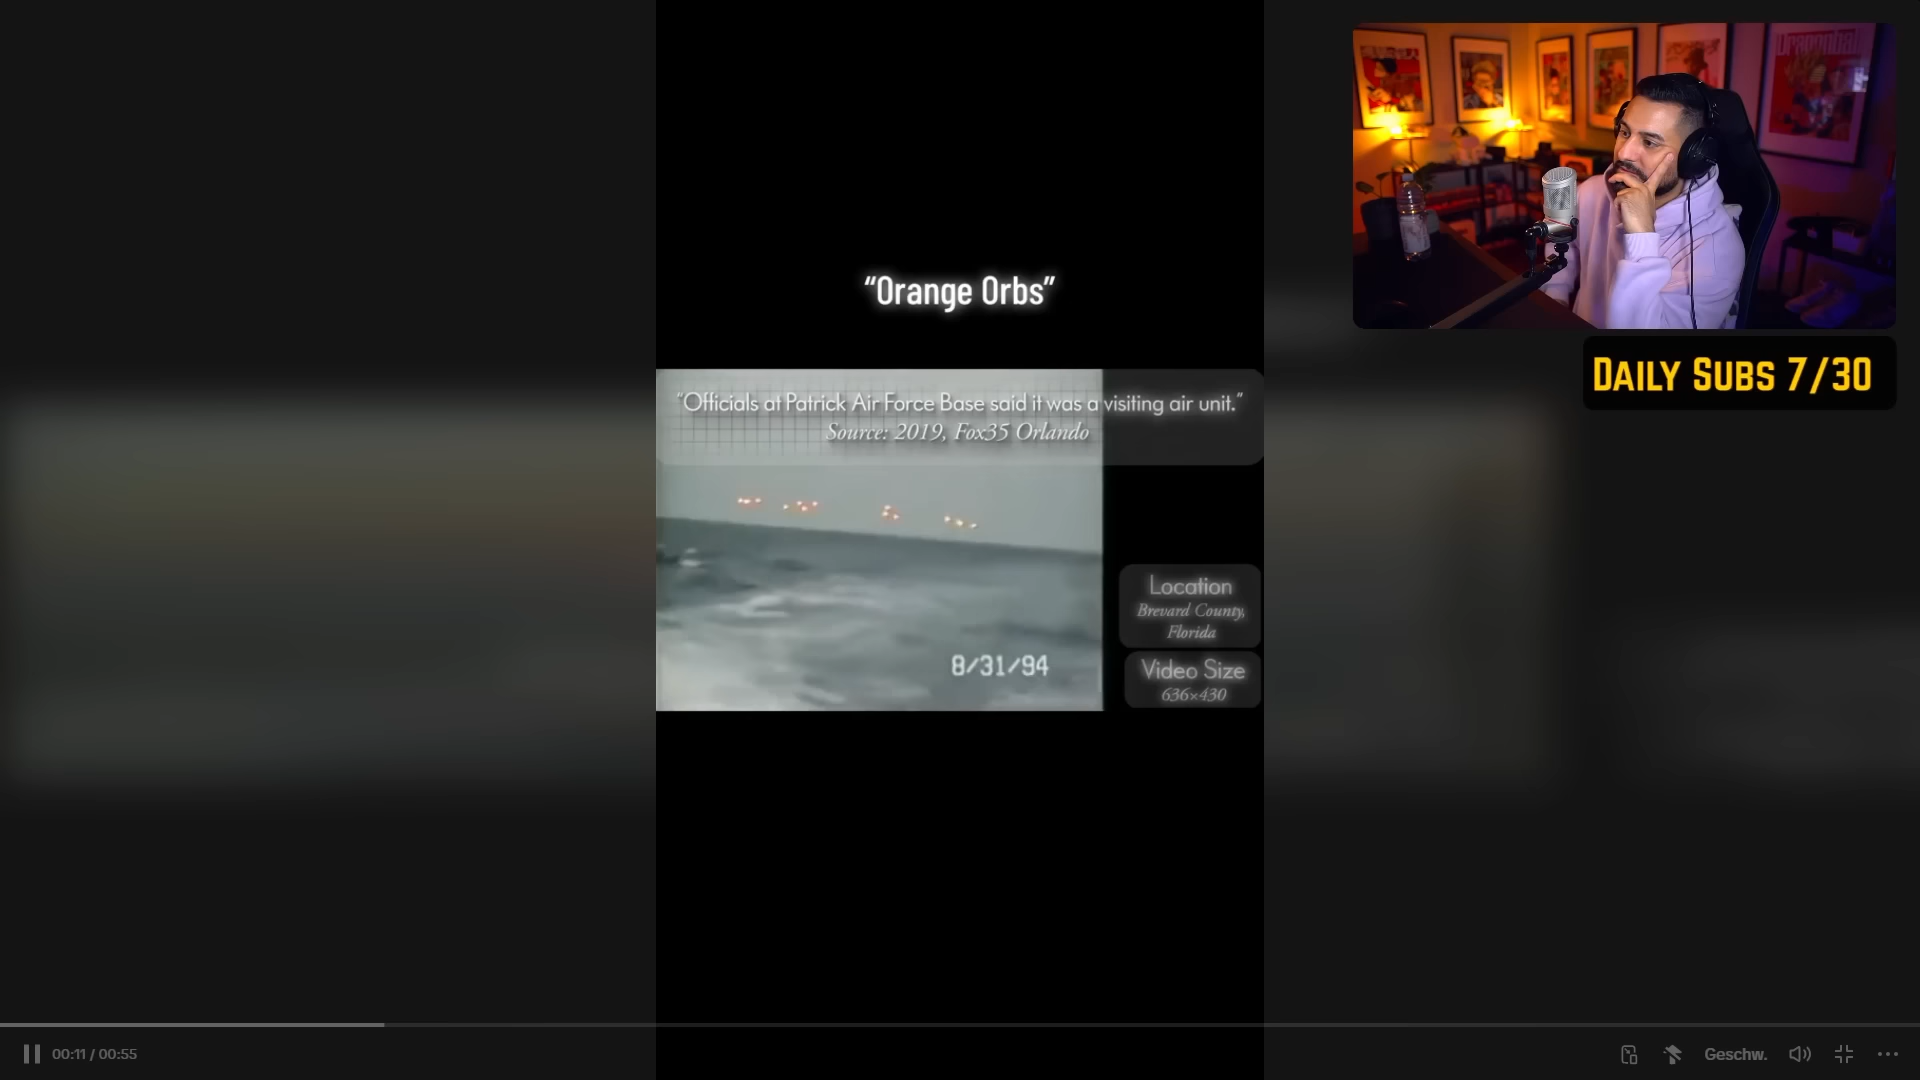 Dragonball
“Orange Orbs”
DAILY SUBS 7/30
“Officials at Patrick Air Force Base said it was a visiting air unit.”
Source: 2019, Fox35 Orlando
Location
Brevard County,
Florida
8/31/94
Video Size
636×430
00:11 / 00:55
Geschw.